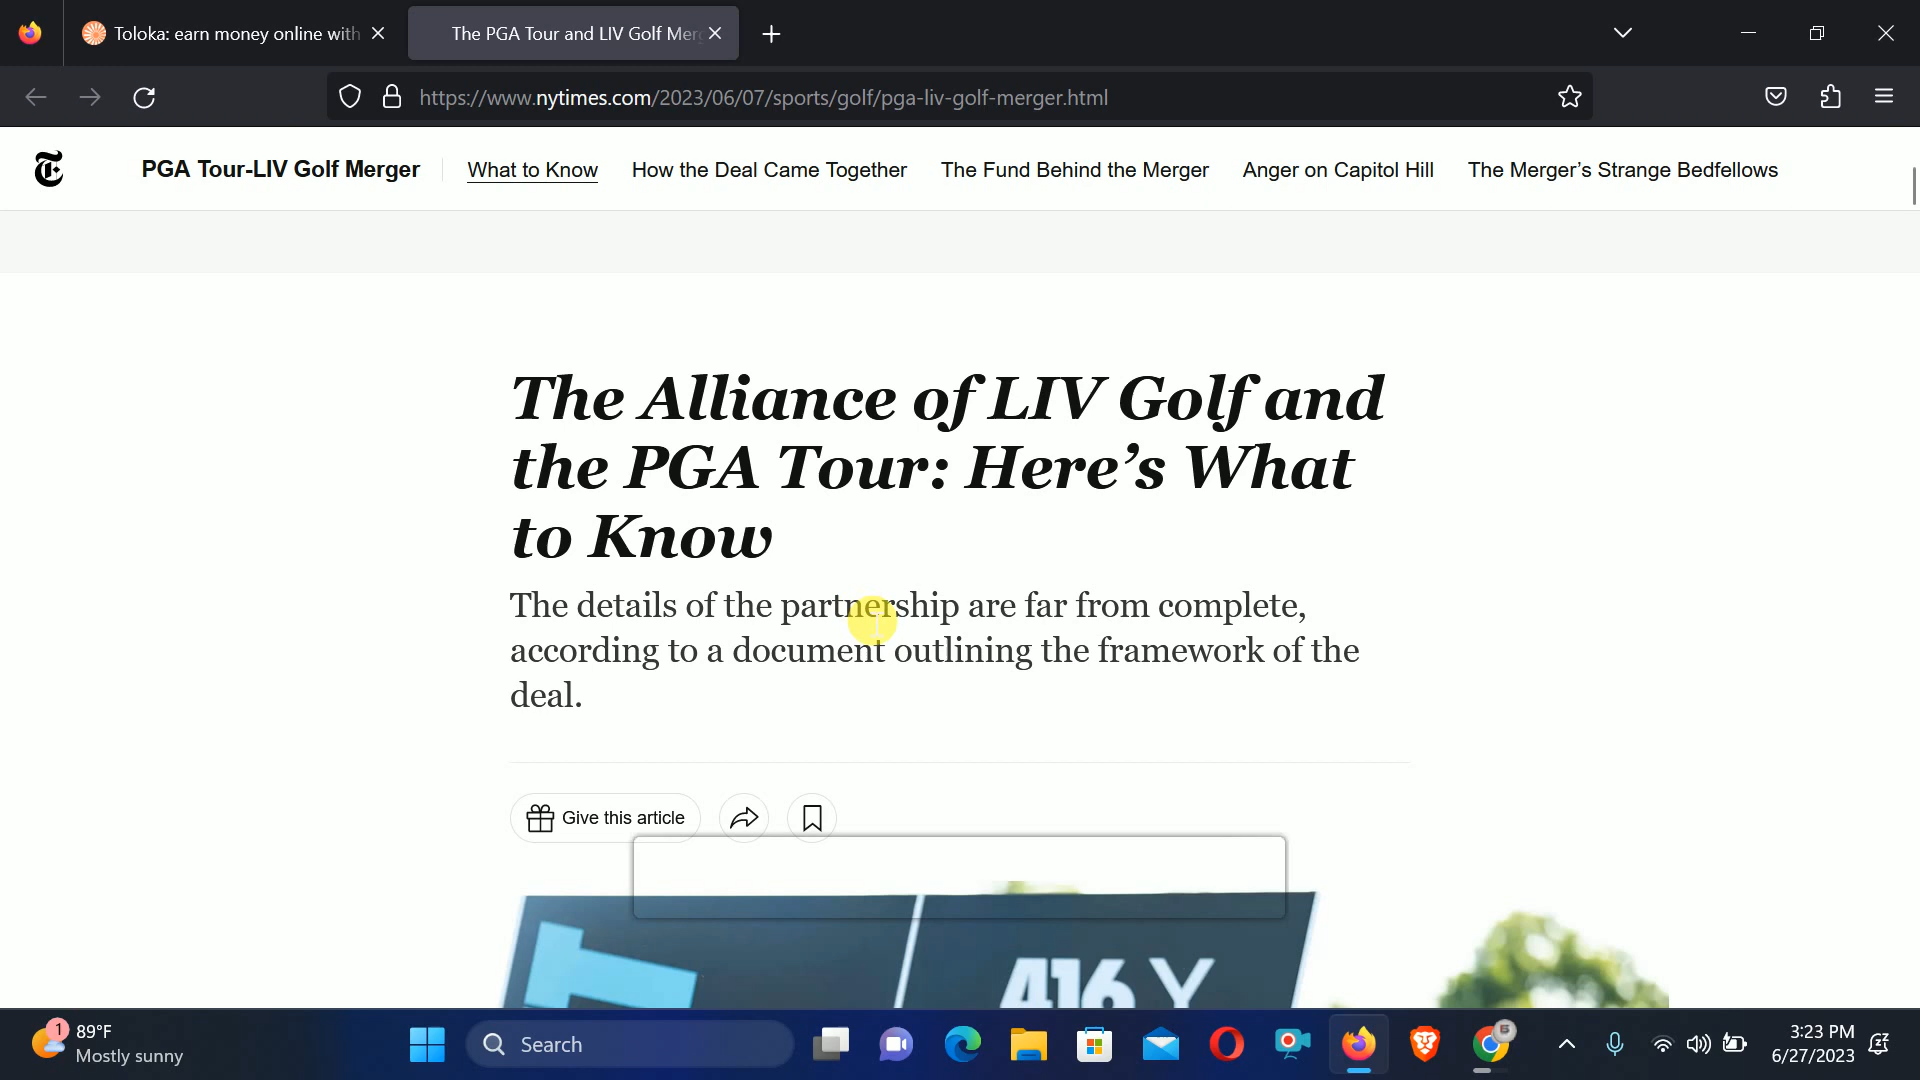 Toloka: earn money online with
The PGA Tour and LIV Golf Mer
https://www.nytimes.com/2023/06/07/sports/golf/pga-liv-golf-merger.html
PGA Tour-LIV Golf Merger
What to Know
How the Deal Came Together
The Fund Behind the Merger
Anger on Capitol Hill
The Merger’s Strange Bedfellows
The Alliance of LIV Golf and
the PGA Tour: Here’s What
to Know
The details of the partnership are far from complete,
according to a document outlining the framework of the
deal.
Give this article
416 Y
1
89°F
Mostly sunny
Search
3:23 PM
6/27/2023